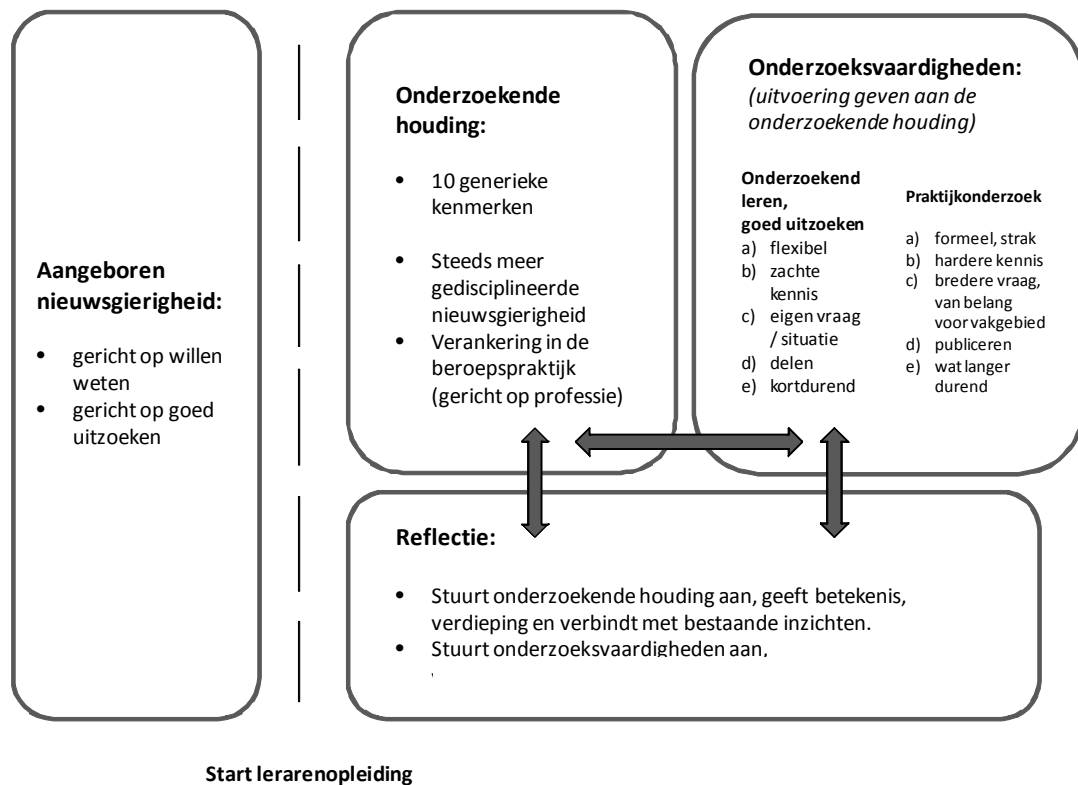 Aangeboren
nieuwsgierigheid:
• gericht op willen
weten
• gericht op goed
uitzoeken
Onderzoekende
houding:
• 10 generieke
kenmerken
• Steeds meer
gedisciplineerde
nieuwsgierigheid
• Verankering in de
beroepspraktijk
(gericht op professie)
Onderzoeksvaardigheden:
(uitvoering geven aan de
onderzoekende houding)
Onderzoekend
leren,
goed uitzoeken
a) flexibel
b) zachte
kennis
c) eigen vraag
/ situatie
d) delen
e) kortdurend
Praktijkonderzoek
a) formeel, strak
b) hardere kennis
c) bredere vraag,
van belang
voor vakgebied
d) publiceren
e) wat langer
durend
Reflectie:
• Stuurt onderzoekende houding aan, geeft betekenis,
verdieping en verbindt met bestaande inzichten.
• Stuurt onderzoeksvaardigheden aan,
Start lerarenopleiding